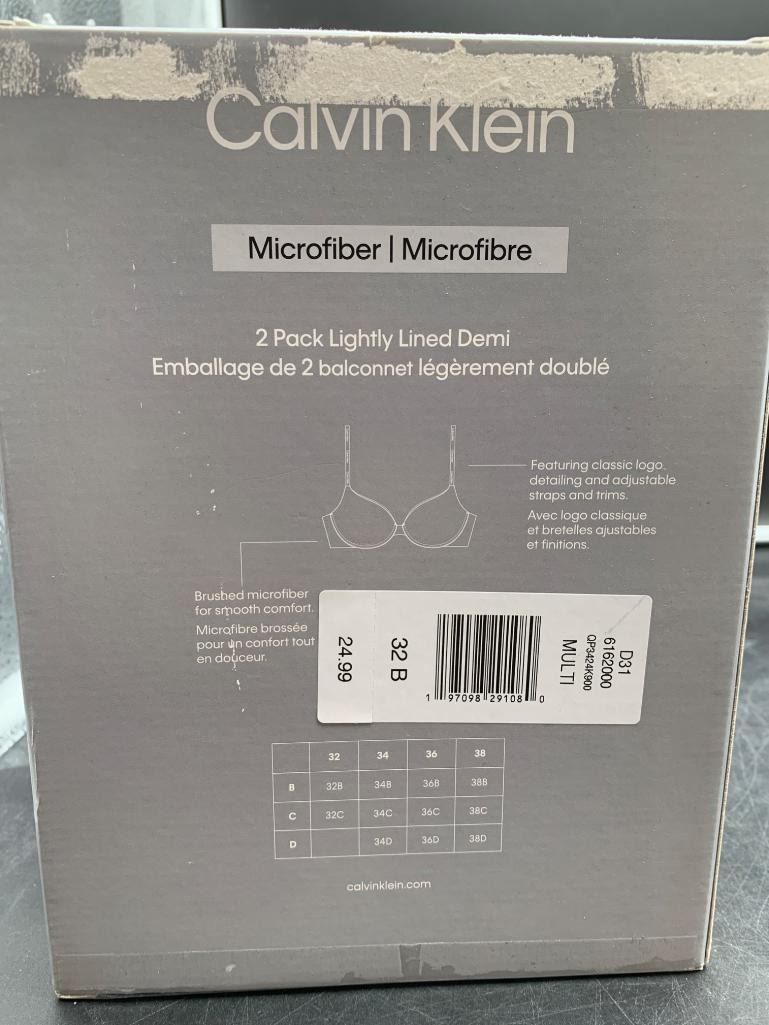 Calvin Klein
Microfiber | Microfibre
2 Pack Lightly Lined Demi
Emballage de 2 balconnet légèrement doublé
Featuring classic logo.
detailing and adjustable
straps and trims.
Avec logo classique
et bretelles ajustables
et finitions.
Brushed microfiber
for smooth comfort.
Microfibre brossée
pour un confort tout
en douceur.
24.99
32 B
1 97098 29108 0
D31
6162000
QP3424K900
MULTI
32 34 36 38
B 32B 34B 36B 38B
C 32C 34C 36C 38C
D 34D 36D 38D
calvinklein.com